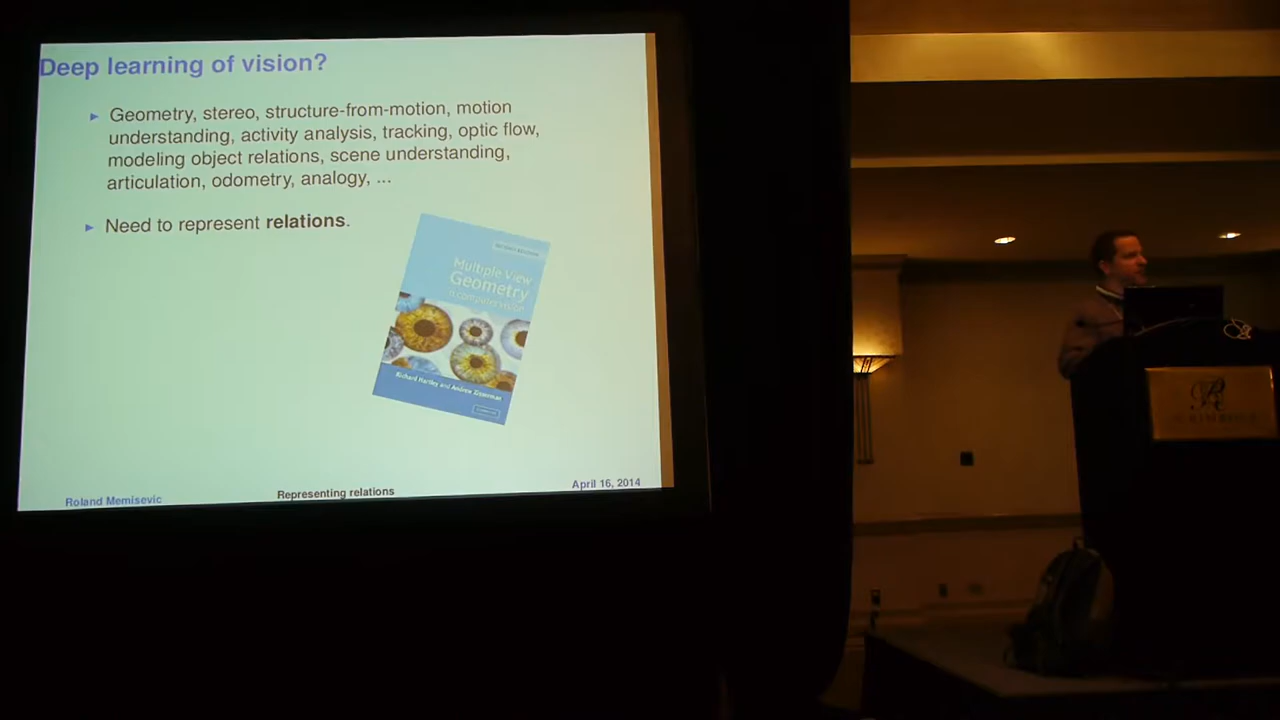 Deep learning of vision?
► Geometry, stereo, structure-from-motion, motion
understanding, activity analysis, tracking, optic flow,
modeling object relations, scene understanding,
articulation, odometry, analogy, ...
► Need to represent relations.
Multiple View
Geometry
in computer vision
Richard Hartley and Andrew Zisserman
Roland Memisevic
Representing relations
April 16, 2014